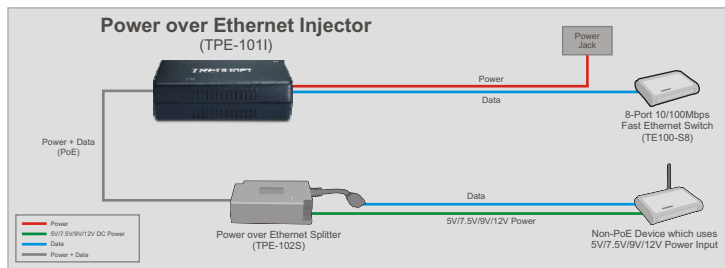 Power over Ethernet Injector
(TPE-101I)
Power
Jack
TRENDNET
Power
Data
8-Port 10/100Mbps
Fast Ethernet Switch
(TE100-S8)
Power + Data
(PoE)
Data
5V/7.5V/9V/12V Power
Power over Ethernet Splitter
(TPE-102S)
Non-PoE Device which uses
5V/7.5V/9V/12V Power Input
Power
5V/7.5V/9V/12V DC Power
Data
Power + Data